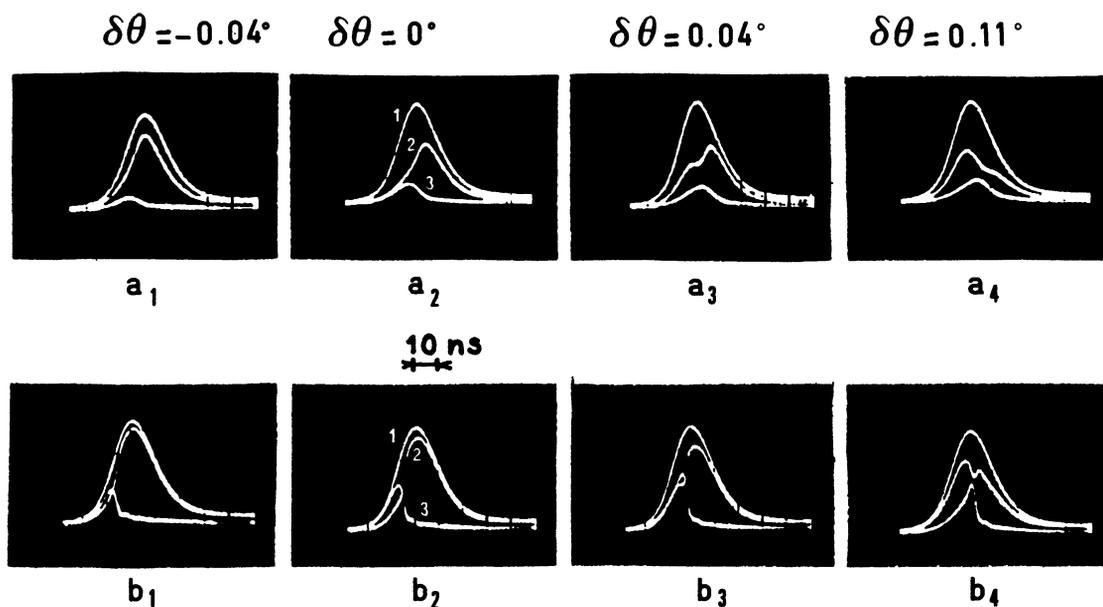 δθ = −0.04° δθ = 0° δθ = 0.04° δθ = 0.11°
1 2 3
a₁ a₂ a₃ a₄
10 ns
1 2 3
b₁ b₂ b₃ b₄